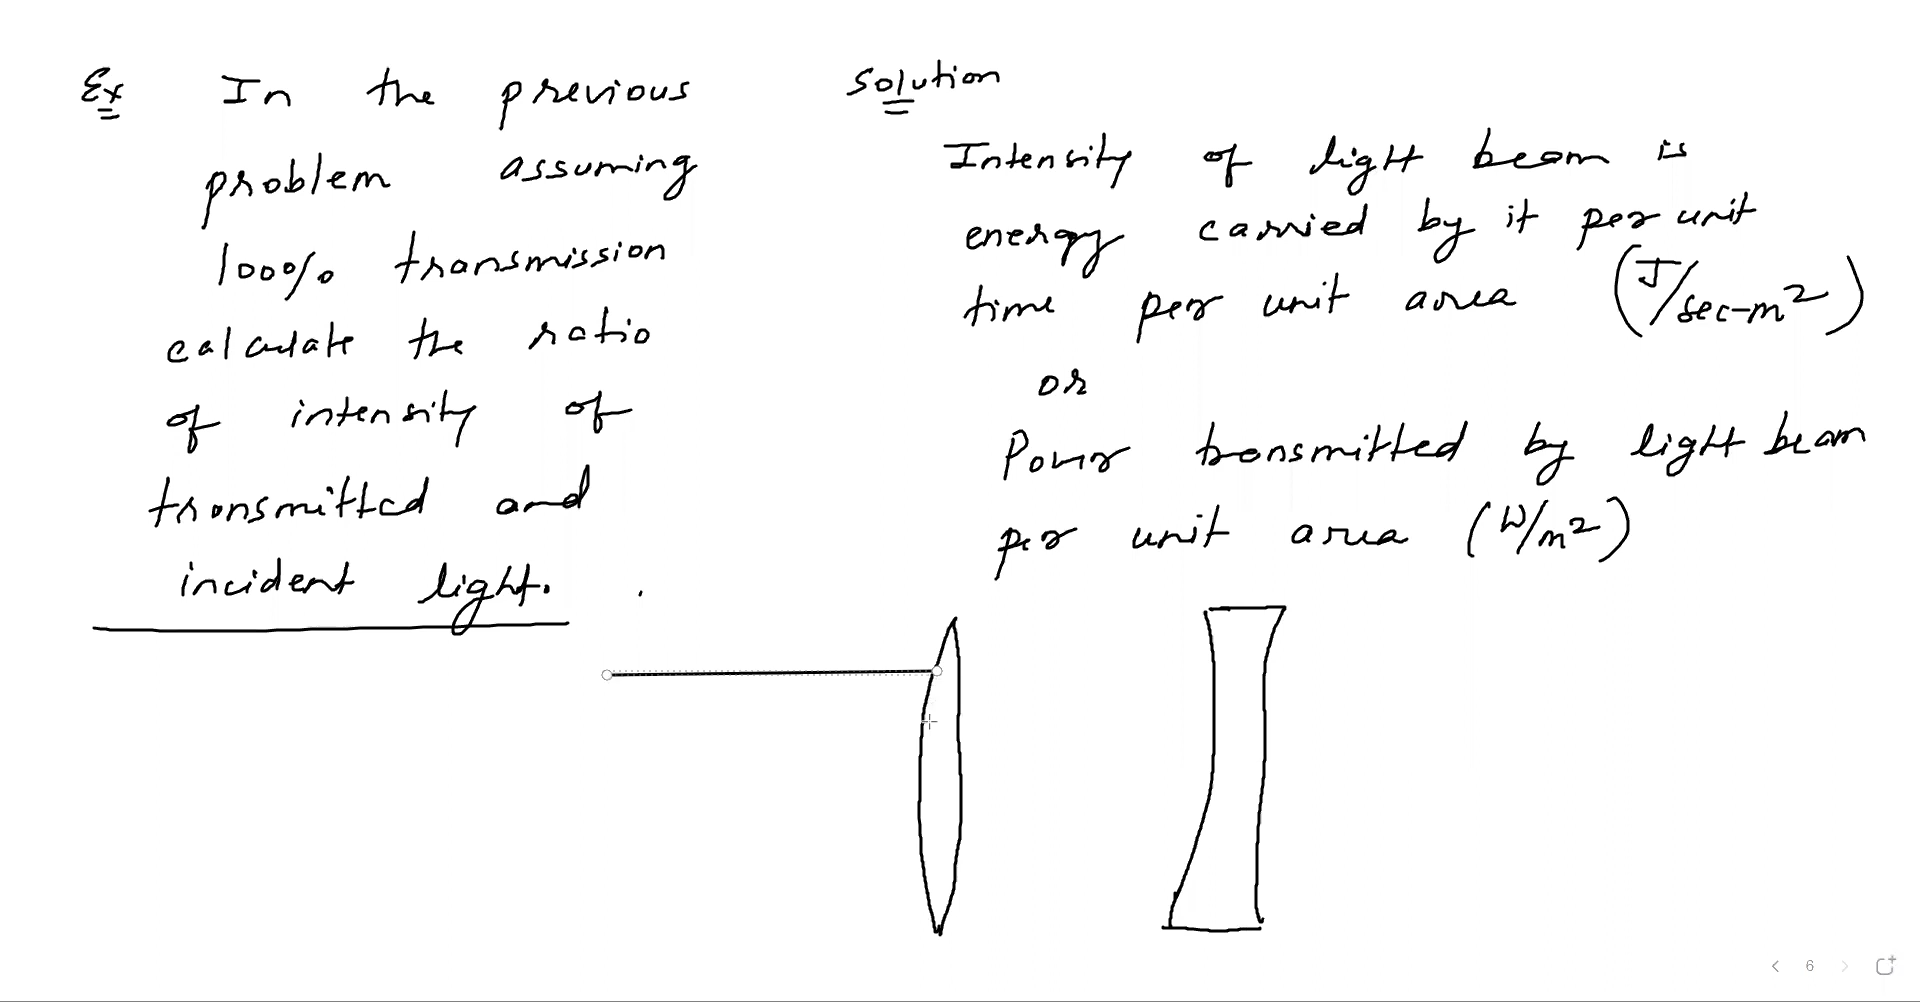 Ex In the previous
problem assuming
100% transmission
calculate the ratio
of intensity of
transmitted and
incident light.
Solution
Intensity of light beam is
energy carried by it per unit
time per unit area (J/sec-m²)
or
Power transmitted by light beam
per unit area (W/m²)
6